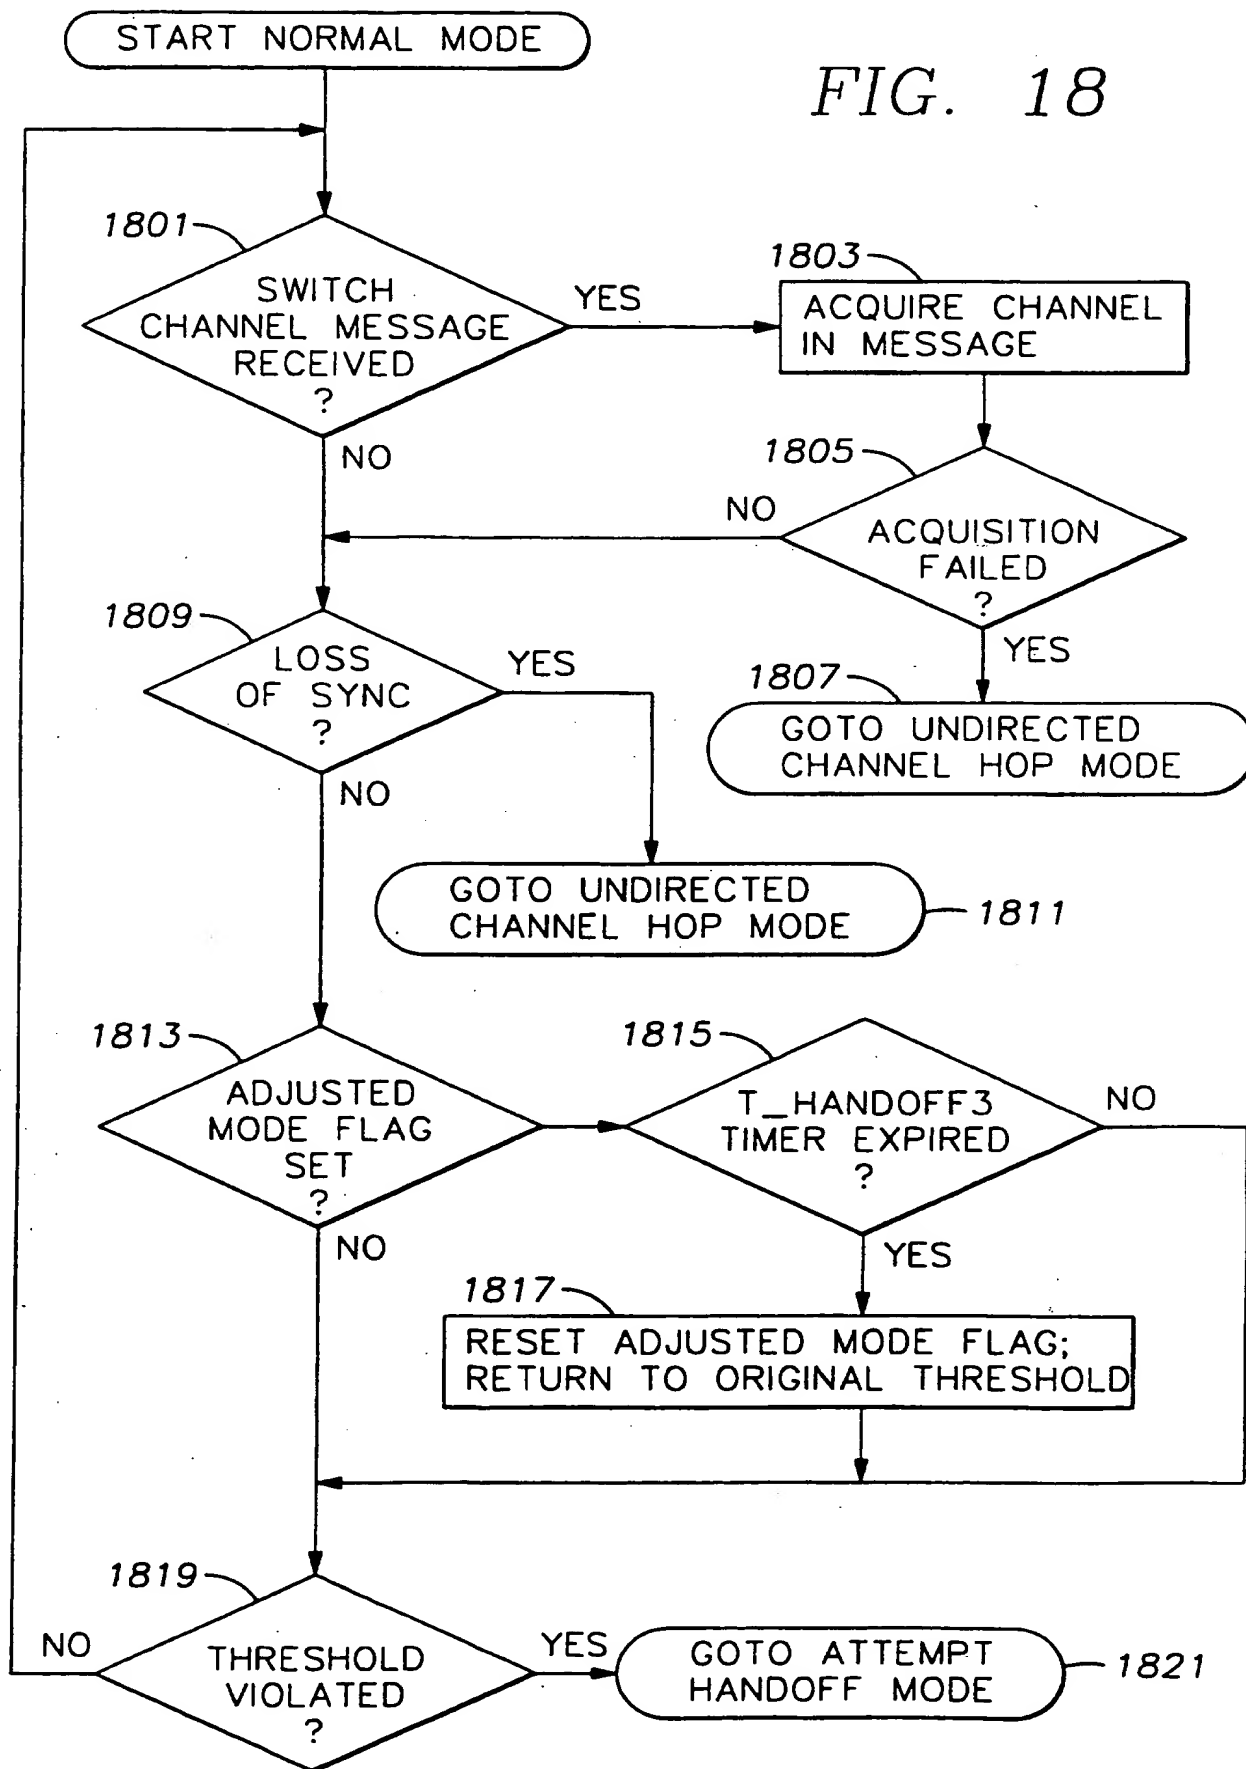 START NORMAL MODE
FIG. 18
1801
SWITCH
CHANNEL MESSAGE
RECEIVED
?
YES
NO
1803
ACQUIRE CHANNEL
IN MESSAGE
1805
ACQUISITION
FAILED
?
NO
YES
1807
GOTO UNDIRECTED
CHANNEL HOP MODE
1809
LOSS
OF SYNC
?
YES
NO
GOTO UNDIRECTED
CHANNEL HOP MODE
1811
1813
ADJUSTED
MODE FLAG
SET
?
NO
1815
T_HANDOFF3
TIMER EXPIRED
?
NO
YES
1817
RESET ADJUSTED MODE FLAG;
RETURN TO ORIGINAL THRESHOLD
1819
THRESHOLD
VIOLATED
?
NO
YES
GOTO ATTEMPT
HANDOFF MODE
1821